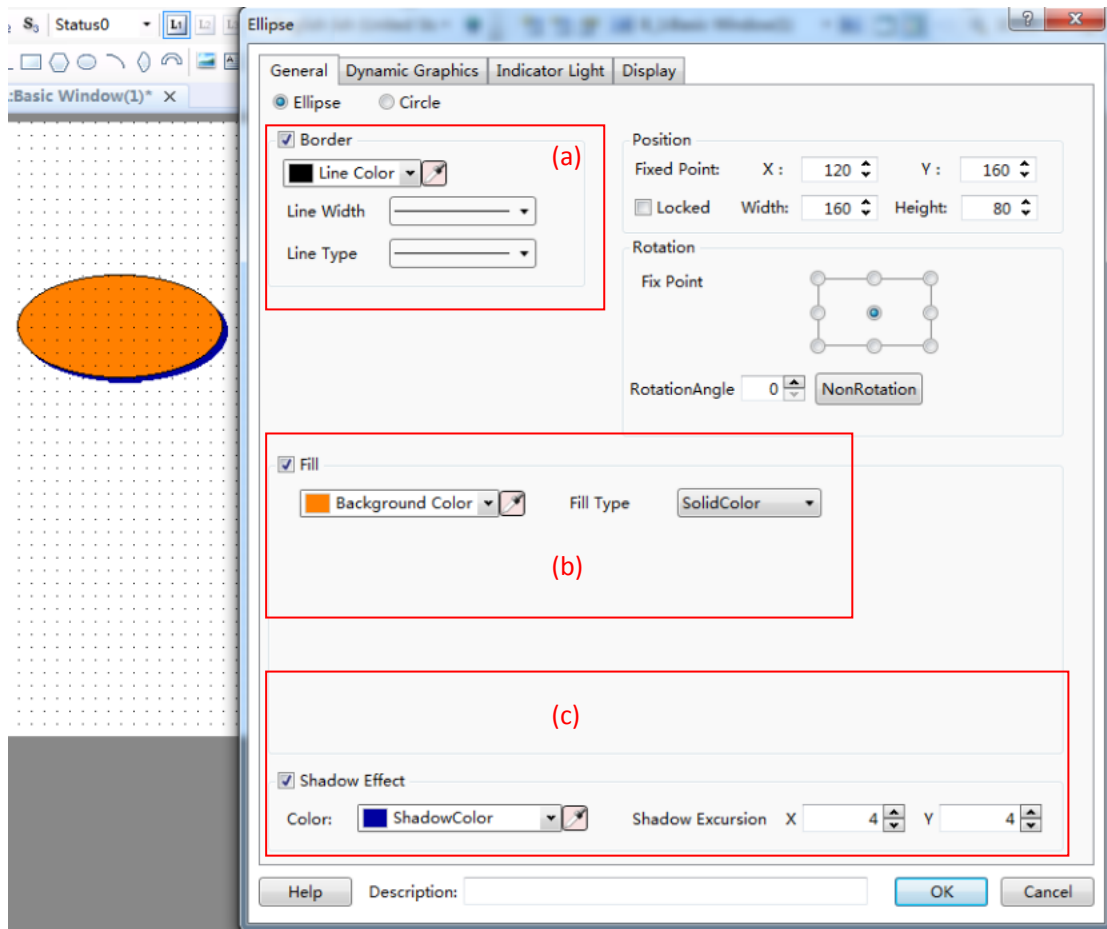 S₃ Status0 L1 L2
:Basic Window(1)* X
Ellipse
General Dynamic Graphics Indicator Light Display
Ellipse Circle
Border
(a)
Line Color
Line Width
Line Type
Position
Fixed Point: X : 120 Y : 160
Locked Width: 160 Height: 80
Rotation
Fix Point
RotationAngle 0 NonRotation
Fill
Background Color Fill Type SolidColor
(b)
(c)
Shadow Effect
Color: ShadowColor Shadow Excursion X 4 Y 4
Help Description: OK Cancel